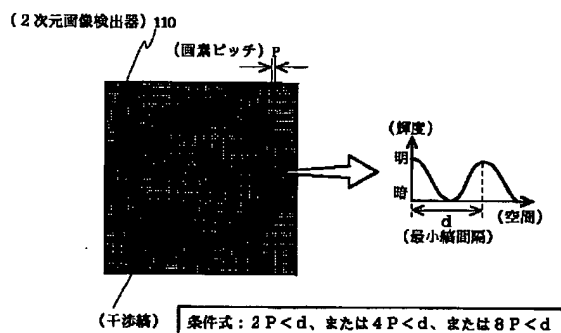 (2次元画像検出器) 110
(画素ピッチ) P
(輝度)
明
暗
d
(空間)
(最小縞間隔)
(干渉縞)
条件式:2P<d、または4P<d、または8P<d